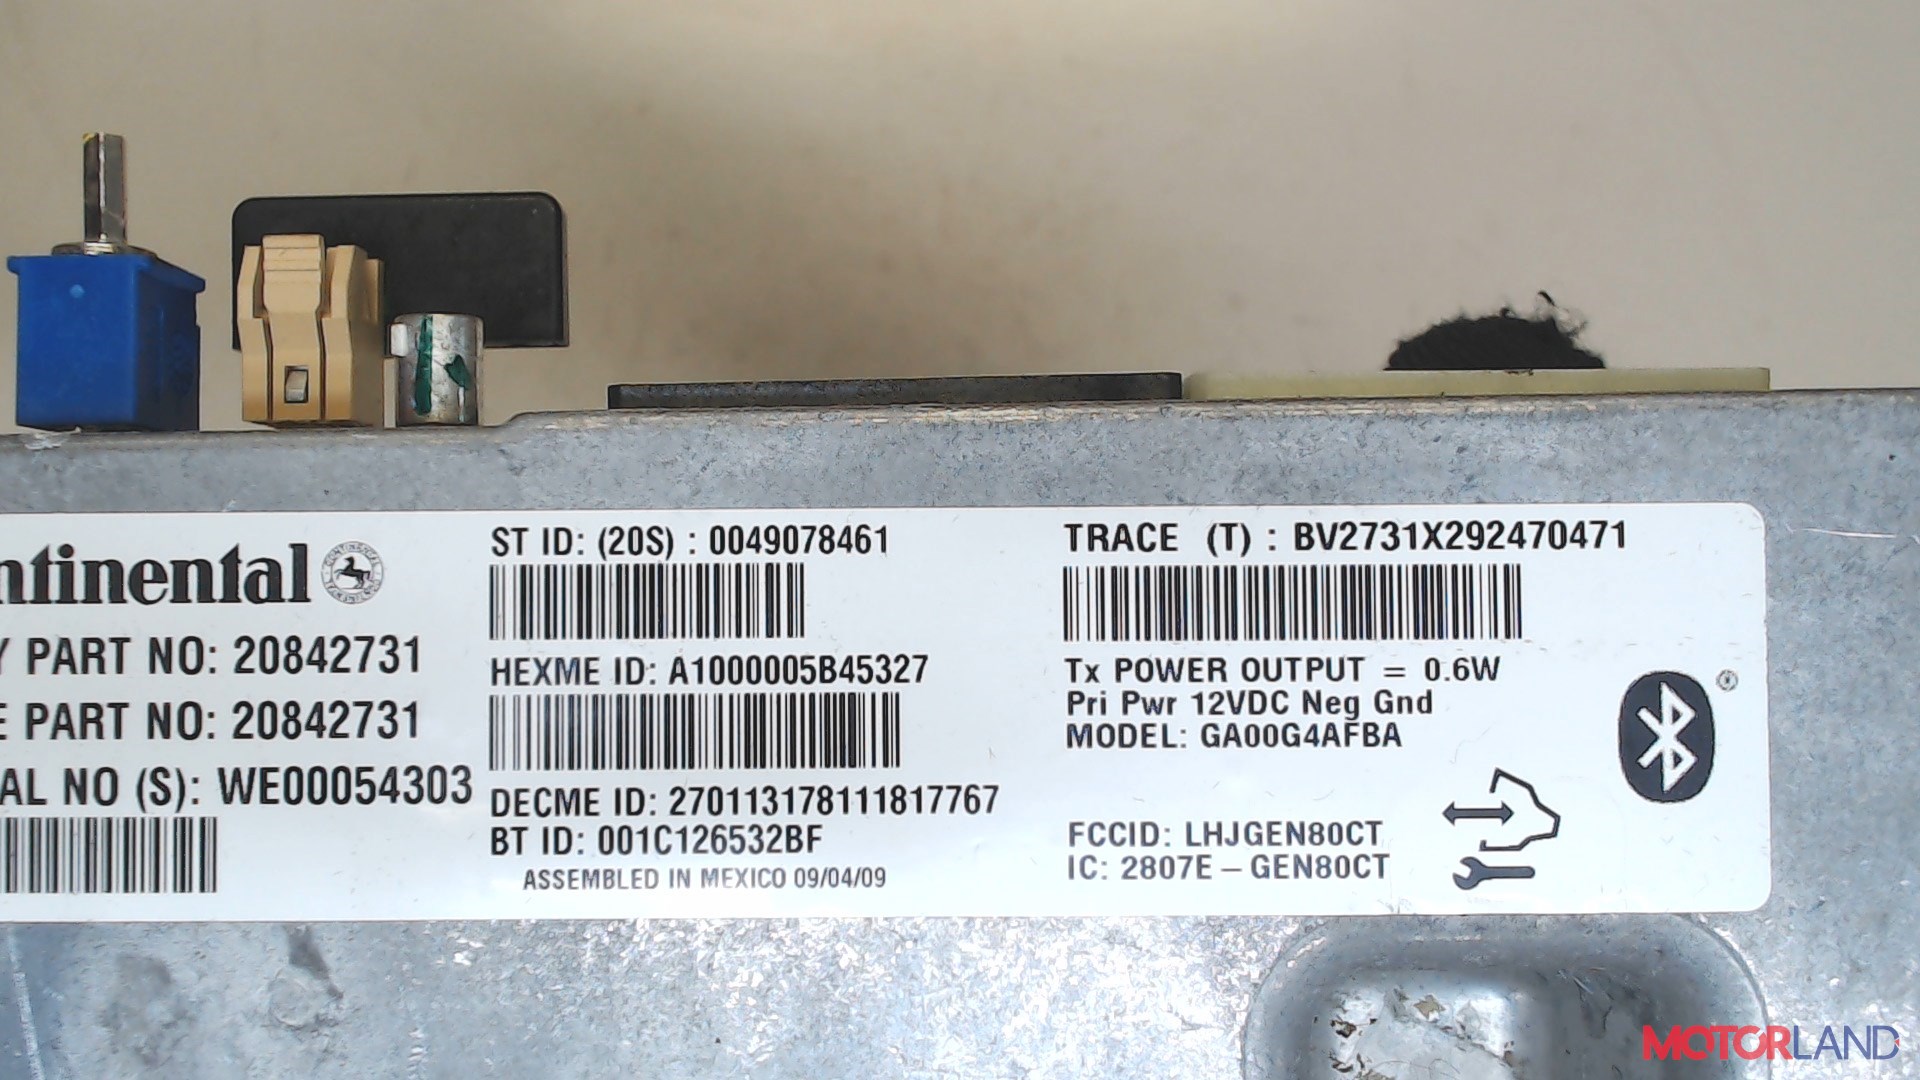 ntinental
Y PART NO: 20842731
E PART NO: 20842731
AL NO (S): WE00054303
ST ID: (20S) : 0049078461
HEXME ID: A1000005B45327
DECME ID: 270113178111817767
BT ID: 001C126532BF
ASSEMBLED IN MEXICO 09/04/09
TRACE (T) : BV2731X292470471
Tx POWER OUTPUT = 0.6W
Pri Pwr 12VDC Neg Gnd
MODEL: GA00G4AFBA
FCCID: LHJGEN80CT
IC: 2807E-GEN80CT
MOTORLAND